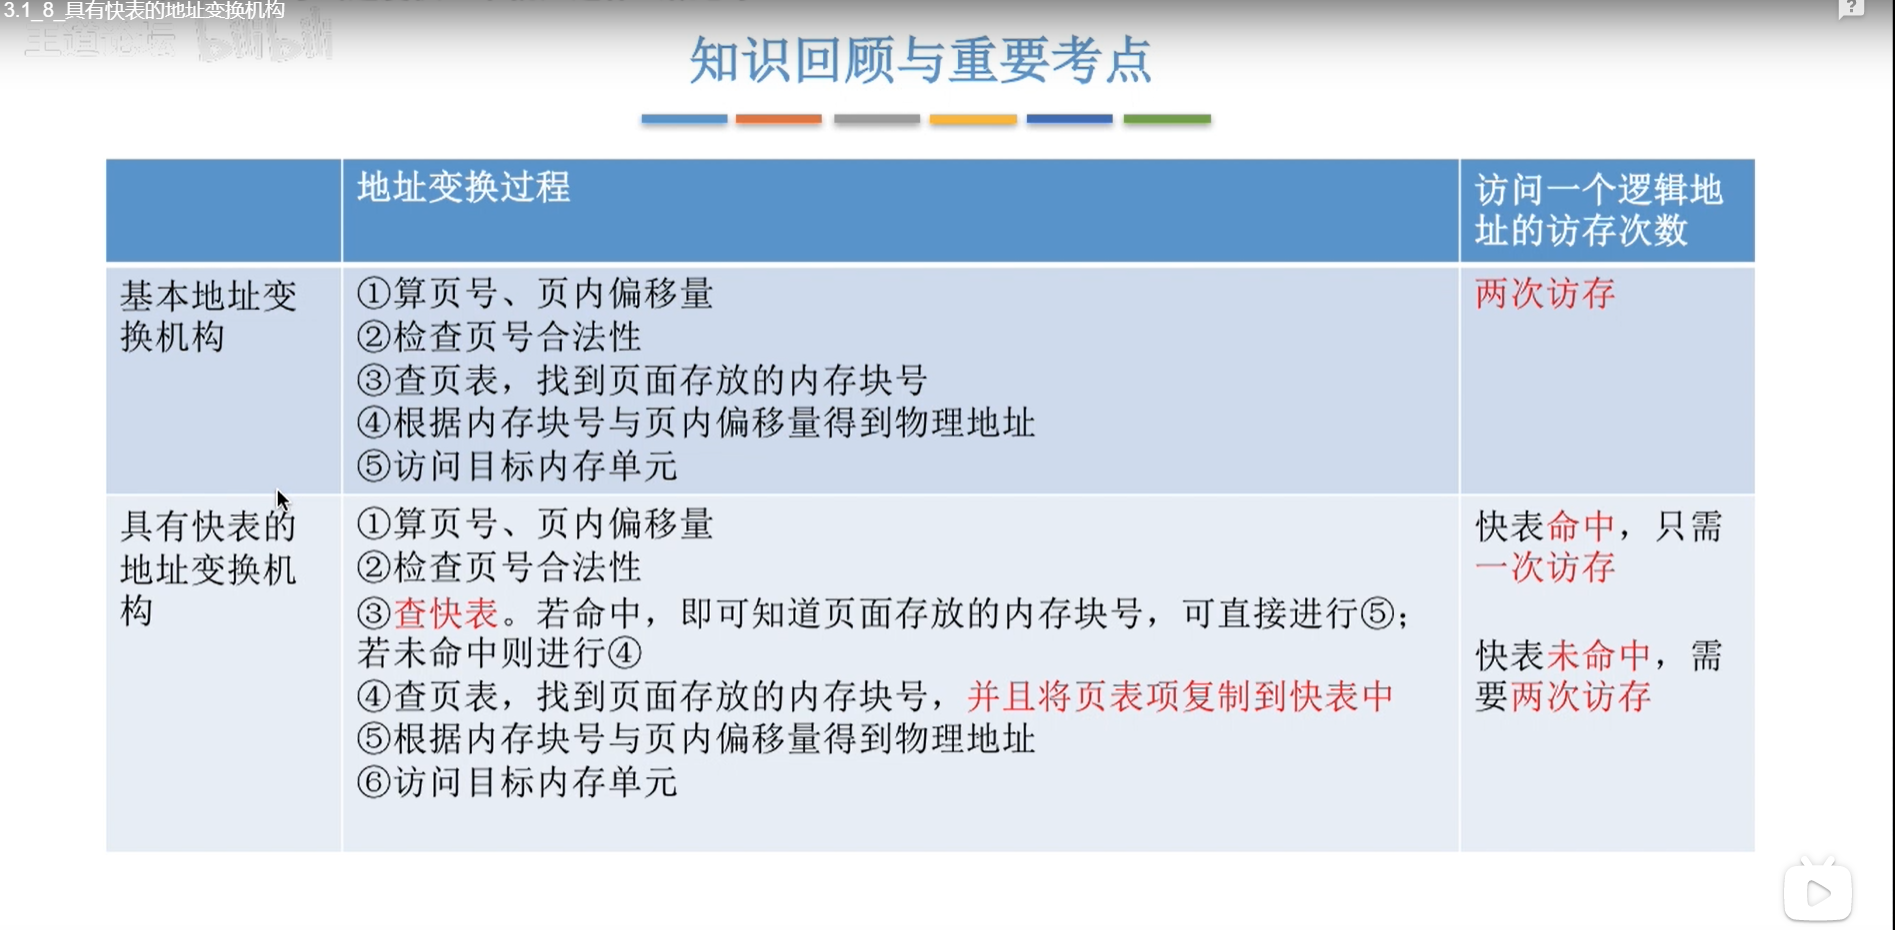 3.1_8_具有快表的地址变换机构
王道论坛 bilibili
知识回顾与重要考点
地址变换过程
访问一个逻辑地
址的访存次数
基本地址变
换机构
①算页号、页内偏移量
②检查页号合法性
③查页表，找到页面存放的内存块号
④根据内存块号与页内偏移量得到物理地址
⑤访问目标内存单元
两次访存
具有快表的
地址变换机
构
①算页号、页内偏移量
②检查页号合法性
③查快表。若命中，即可知道页面存放的内存块号，可直接进行⑤；
若未命中则进行④
④查页表，找到页面存放的内存块号，并且将页表项复制到快表中
⑤根据内存块号与页内偏移量得到物理地址
⑥访问目标内存单元
快表命中，只需
一次访存
快表未命中，需
要两次访存
?